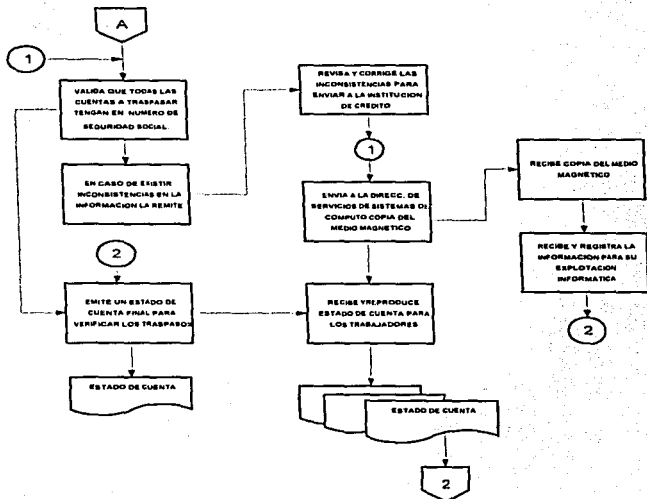 A
1
VALIDA QUE TODAS LAS
CUENTAS A TRASPASAR
TENGAN EN NUMERO DE
SEGURIDAD SOCIAL.
EN CASO DE EXISTIR
INCONSISTENCIAS EN LA
INFORMACION LA REMITE
2
EMITE UN ESTADO DE
CUENTA FINAL PARA
VERIFICAR LOS TRASPASOS
ESTADO DE CUENTA
REVISA Y CORRIGE LAS
INCONSISTENCIAS PARA
ENVIAR A LA INSTITUCION
DE CREDITO
1
ENVIA A LA DIRECC. DE
SERVICIOS DE SISTEMAS DE
COMPUTO COPIA DEL
MEDIO MAGNETICO
RECIBE Y REPRODUCE
ESTADO DE CUENTA PARA
LOS TRABAJADORES
ESTADO DE CUENTA
2
RECIBE COPIA DEL MEDIO
MAGNÉTICO
RECIBE Y REGISTRA LA
INFORMACION PARA SU
EXPLOTACION
INFORMATICA
2